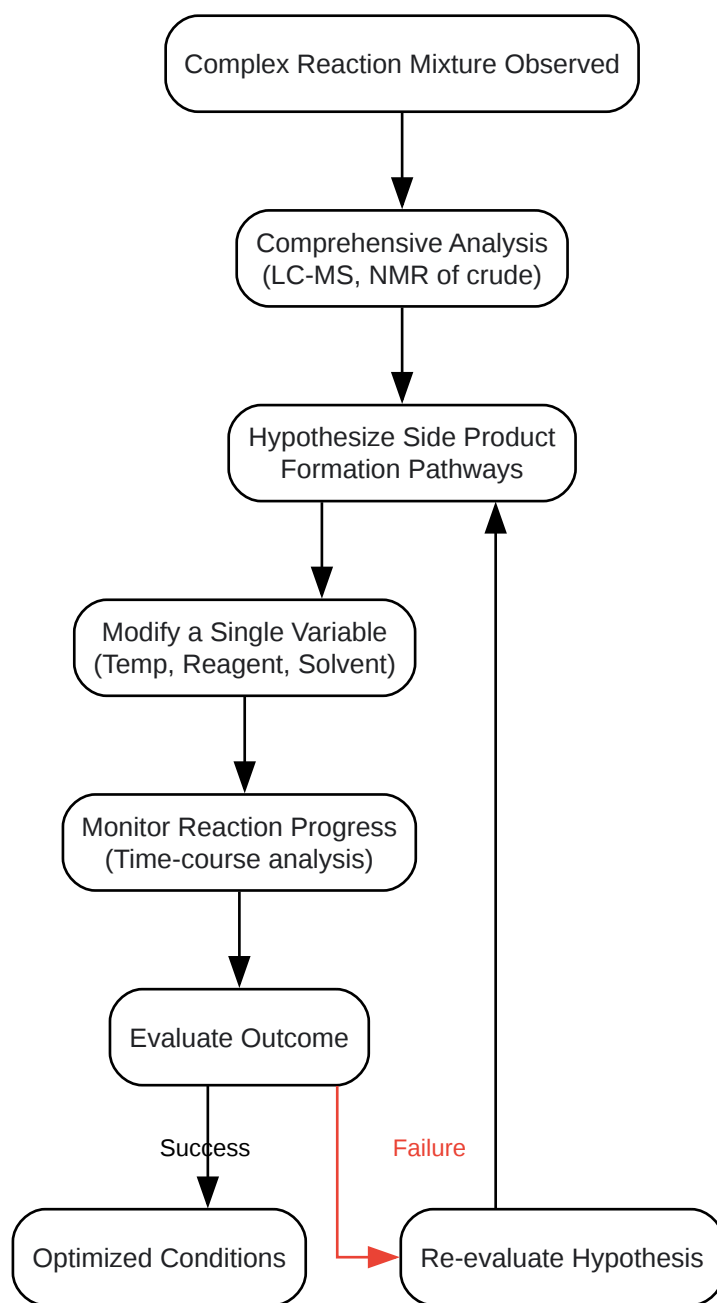 Complex Reaction Mixture Observed
Comprehensive Analysis
(LC-MS, NMR of crude)
Hypothesize Side Product
Formation Pathways
Modify a Single Variable
(Temp, Reagent, Solvent)
Monitor Reaction Progress
(Time-course analysis)
Evaluate Outcome
Success
Failure
Optimized Conditions
Re-evaluate Hypothesis